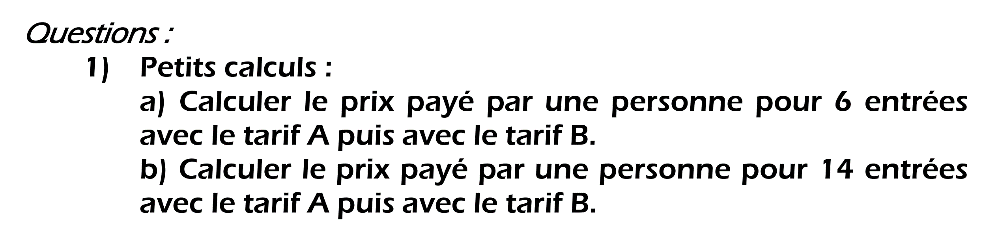 Questions :
1) Petits calculs :
a) Calculer le prix payé par une personne pour 6 entrées
avec le tarif A puis avec le tarif B.
b) Calculer le prix payé par une personne pour 14 entrées
avec le tarif A puis avec le tarif B.